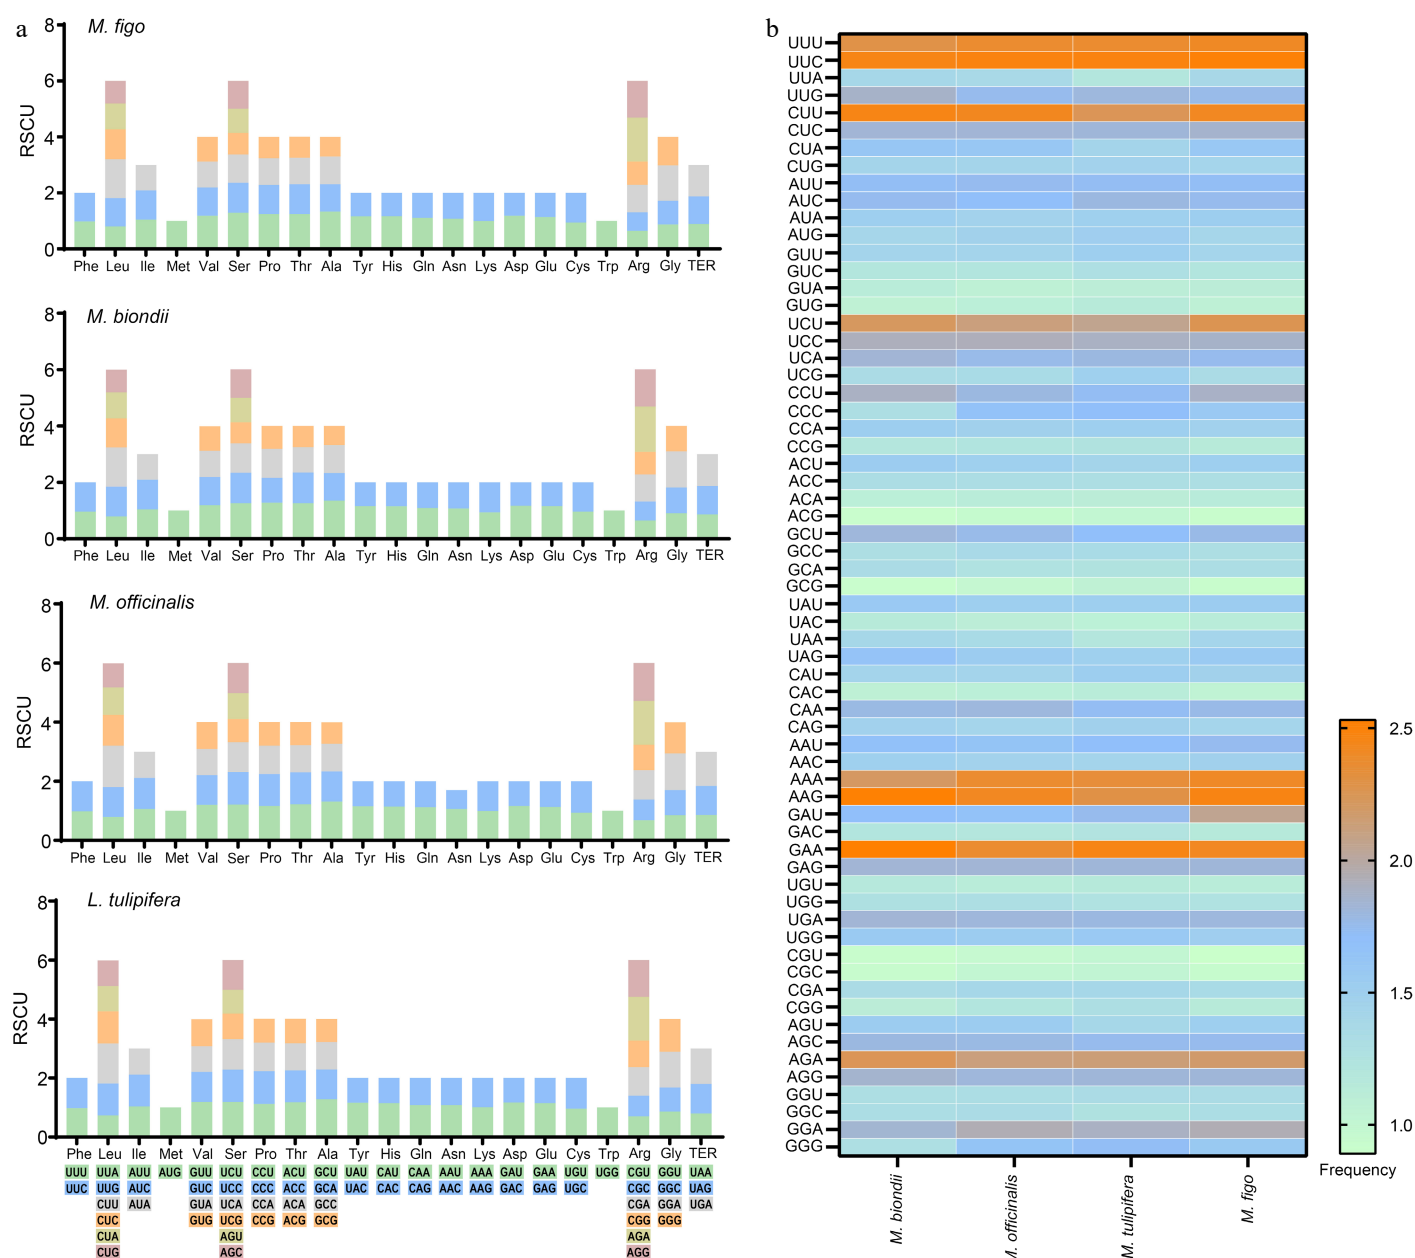 a
M. figo
RSCU
8
6
4
2
0
Phe Leu Ile Met Val Ser Pro Thr Ala Tyr His Gln Asn Lys Asp Glu Cys Trp Arg Gly TER
M. biondii
RSCU
8
6
4
2
0
Phe Leu Ile Met Val Ser Pro Thr Ala Tyr His Gln Asn Lys Asp Glu Cys Trp Arg Gly TER
M. officinalis
RSCU
8
6
4
2
0
Phe Leu Ile Met Val Ser Pro Thr Ala Tyr His Gln Asn Lys Asp Glu Cys Trp Arg Gly TER
L. tulipifera
RSCU
8
6
4
2
0
Phe Leu Ile Met Val Ser Pro Thr Ala Tyr His Gln Asn Lys Asp Glu Cys Trp Arg Gly TER
UUU UUA AUU AUG GUU UCU CCU ACU GCU UAU CAU CAA AAU AAA GAU GAA UGU UGG CGU GGU UAA
UUC UUG AUC GUC UCC CCC ACC GCA UAC CAC CAG AAC AAG GAC GAG UGC CGC GGC UAG
CUU AUA GUA UCA CCA ACA GCC CGA GGA UGA
CUC GUG UCG CCG ACG GCG CGG GGG
CUA AGU AGA
CUG AGC AGG
b
UUU
UUC
UUA
UUG
CUU
CUC
CUA
CUG
AUU
AUC
AUA
AUG
GUU
GUC
GUA
GUG
UCU
UCC
UCA
UCG
CCU
CCC
CCA
CCG
ACU
ACC
ACA
ACG
GCU
GCC
GCA
GCG
UAU
UAC
UAA
UAG
CAU
CAC
CAA
CAG
AAU
AAC
AAA
AAG
GAU
GAC
GAA
GAG
UGU
UGG
UGA
UGG
CGU
CGC
CGA
CGG
AGU
AGC
AGA
AGG
GGU
GGC
GGA
GGG
M. biondii
M. officinalis
M. tulipifera
M. figo
2.5
2.0
1.5
1.0
Frequency